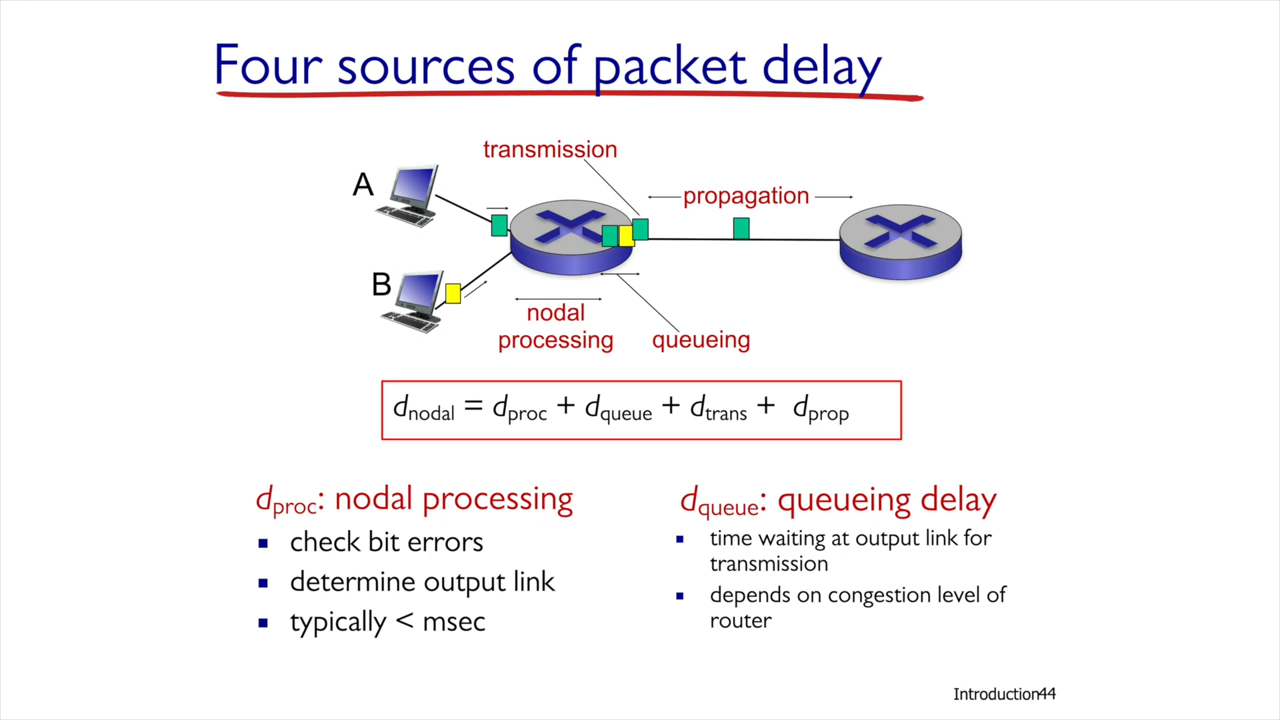 Four sources of packet delay
transmission
A
propagation
B
nodal
processing
queueing
dnodal = dproc + dqueue + dtrans + dprop
dproc: nodal processing
▪ check bit errors
▪ determine output link
▪ typically < msec
dqueue: queueing delay
▪ time waiting at output link for
transmission
▪ depends on congestion level of
router
Introduction44